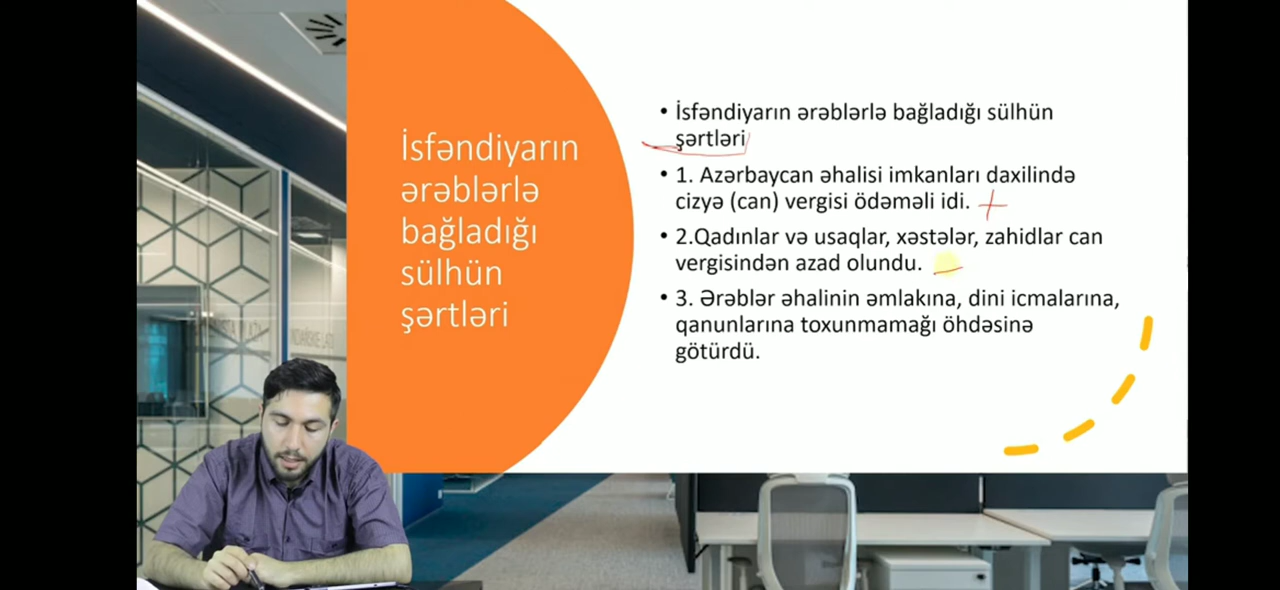 İsfəndiyarın
ərəblərlə
bağladığı
sülhün
şərtləri
• İsfəndiyarın ərəblərlə bağladığı sülhün
şərtləri
• 1. Azərbaycan əhalisi imkanları daxilində
cizyə (can) vergisi ödəməli idi.
• 2.Qadınlar və usaqlar, xəstələr, zahidlər can
vergisindən azad olundu.
• 3. Ərəblər əhalinin əmlakına, dini icmalarına,
qanunlarına toxunmamağı öhdəsinə
götürdü.